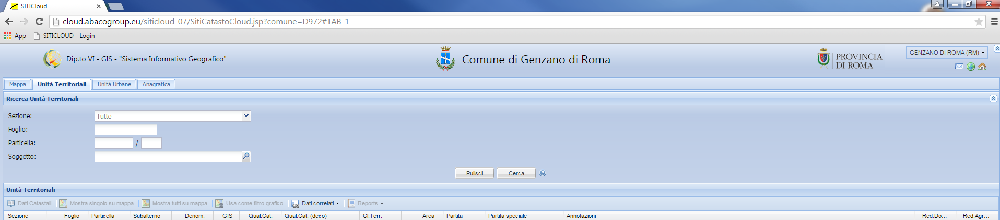 SITICloud
cloud.abacogroup.eu/siticloud_07/SitiCatastoCloud.jsp?comune=D972#TAB_1
App SITICLOUD - Login
Dip.to VI - GIS - "Sistema Informativo Geografico" Comune di Genzano di Roma PROVINCIA DI ROMA GENZANO DI ROMA (RM)
Mappa Unità Territoriali Unità Urbane Anagrafica
Ricerca Unità Territoriali
Sezione: Tutte
Foglio:
Particella: /
Soggetto:
Pulisci Cerca
Unità Territoriali
Dati Catastali Mostra singolo su mappa Mostra tutti su mappa Usa come filtro grafico Dati correlati Reports
Sezione Foglio Particella Subalterno Denom. GIS Qual.Cat. Qual.Cat. (deco) Cl.Terr. Area Partita Partita speciale Annotazioni Red.Do... Red.Agr...